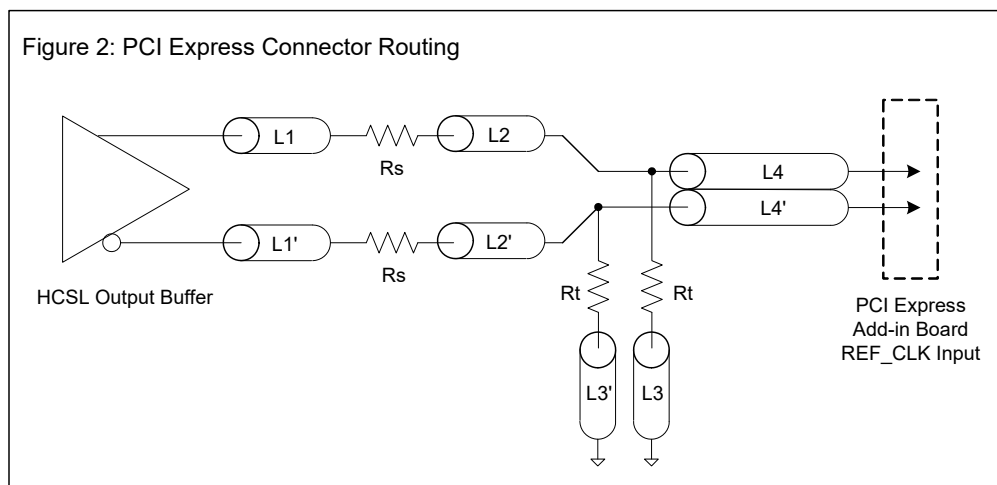 Figure 2: PCI Express Connector Routing
L1
Rs
L2
L4
L4'
L1'
Rs
L2'
HCSL Output Buffer
Rt
Rt
L3'
L3
PCI Express
Add-in Board
REF_CLK Input